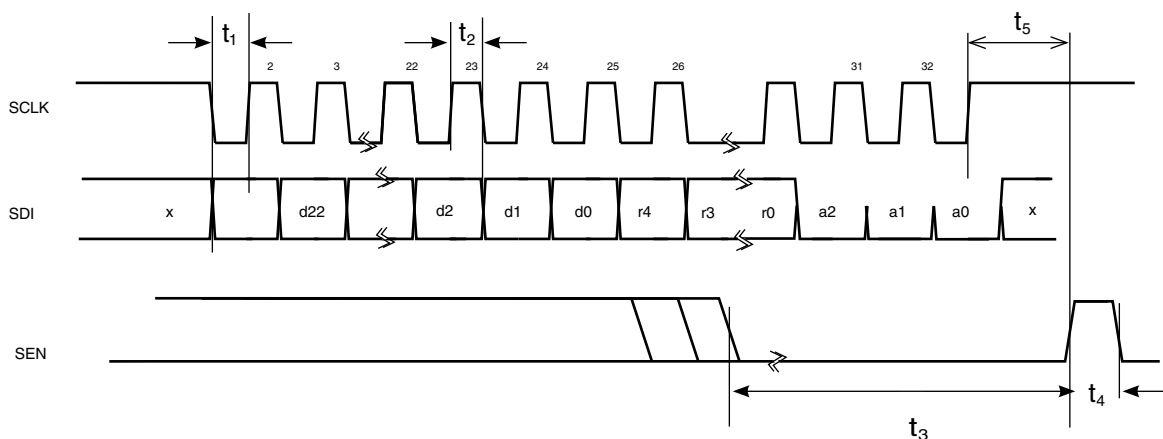 t1 t2 t5
2 3 22 23 24 25 26 31 32
SCLK
SDI x d22 d2 d1 d0 r4 r3 r0 a2 a1 a0 x
SEN
t4
t3